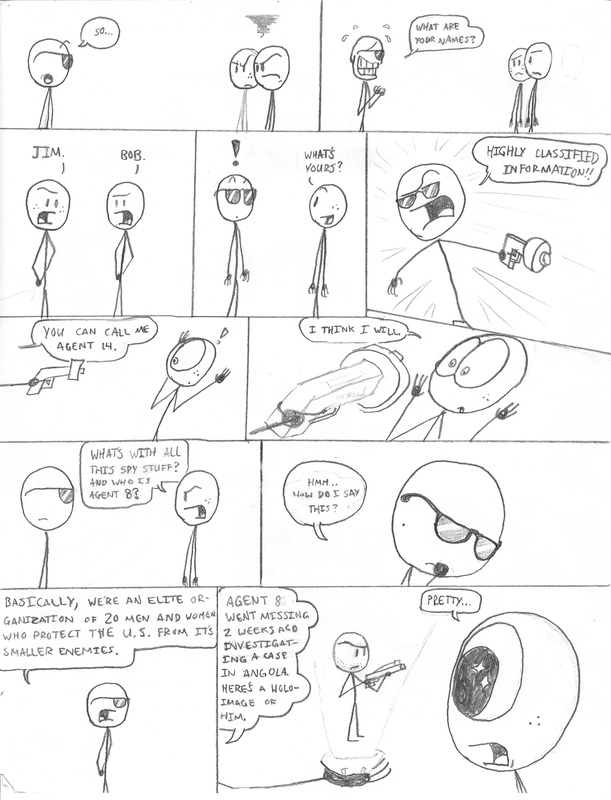 SO...
WHAT ARE
YOUR NAMES?
JIM.
BOB.
!
WHAT'S
YOURS?
HIGHLY CLASSIFIED
INFORMATION!!
YOU CAN CALL ME
AGENT 14.
!
I THINK I WILL.
WHAT'S WITH ALL
THIS SPY STUFF?
AND WHO IS
AGENT 8?
HMM...
HOW DO I SAY
THIS?
BASICALLY, WE'RE AN ELITE OR-
GANIZATION OF 20 MEN AND WOMEN
WHO PROTECT THE U.S. FROM ITS
SMALLER ENEMIES.
AGENT 8
WENT MISSING
2 WEEKS AGO
INVESTIGAT-
ING A CASE
IN ANGOLA.
HERE'S A HOLO-
IMAGE OF
HIM.
PRETTY...